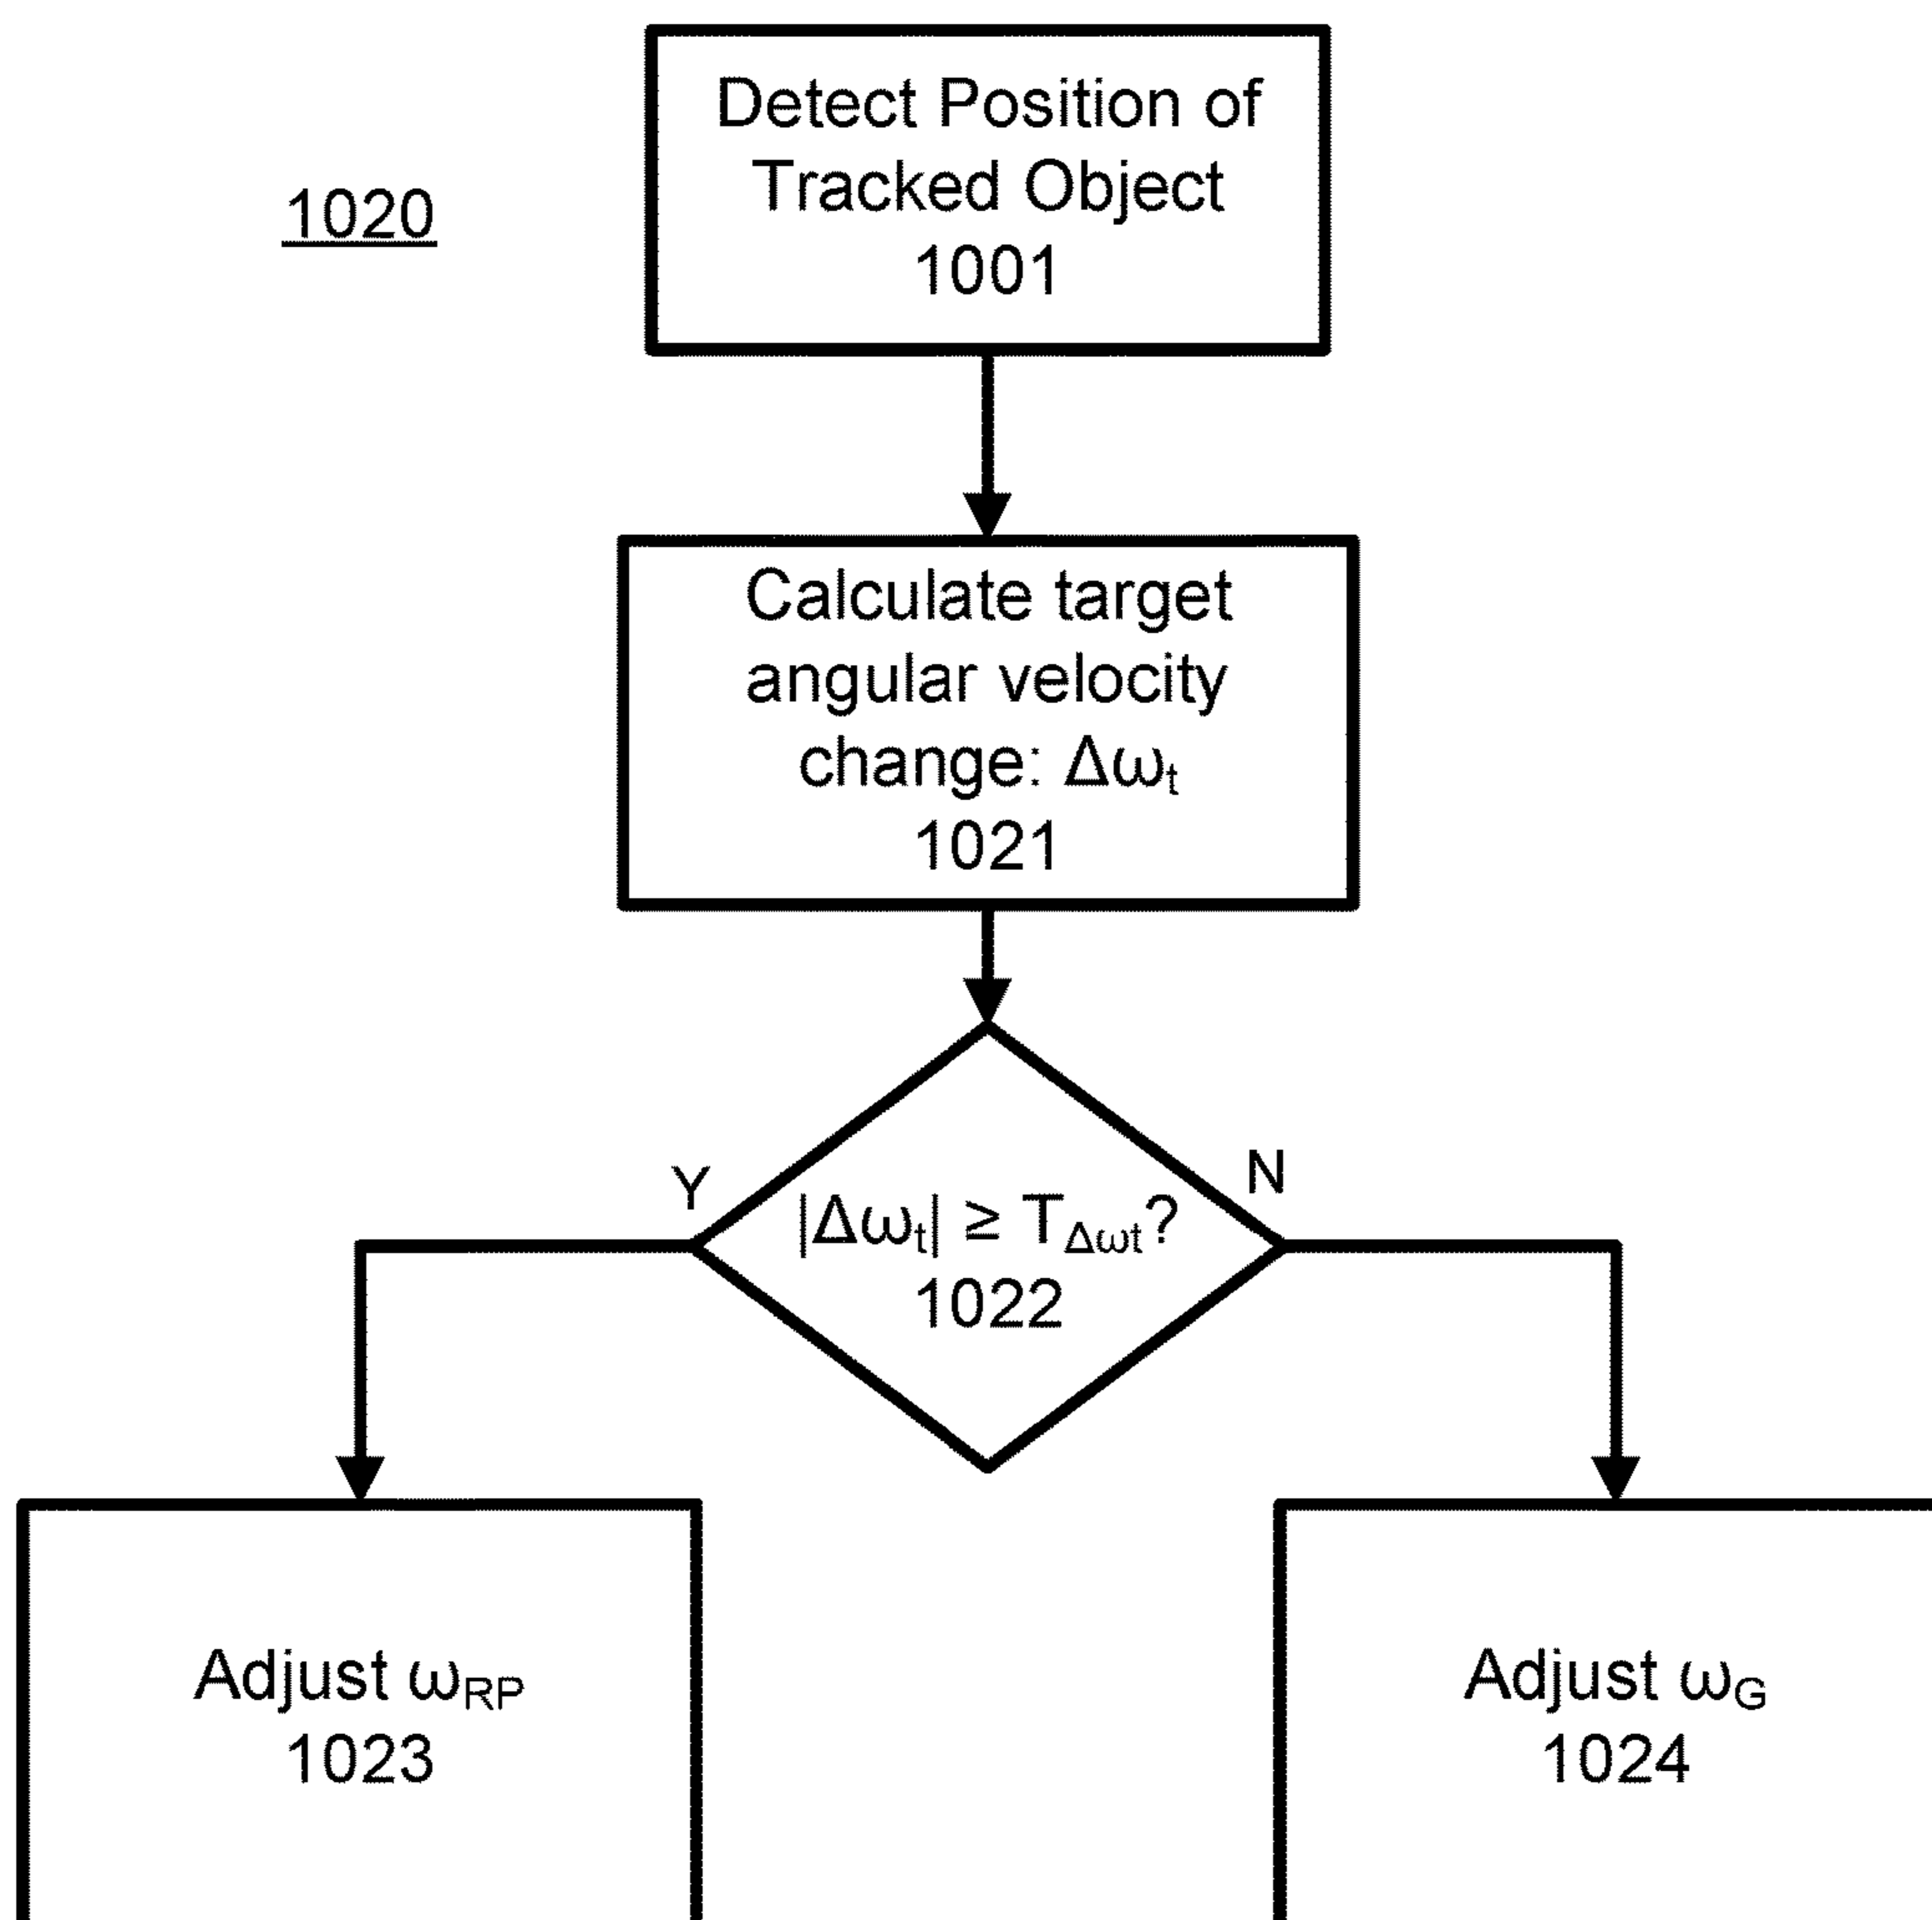 1020
Detect Position of
Tracked Object
1001
Calculate target
angular velocity
change: Δωt
1021
Y
N
|Δωt| ≥ TΔωt?
1022
Adjust ωRP
1023
Adjust ωG
1024